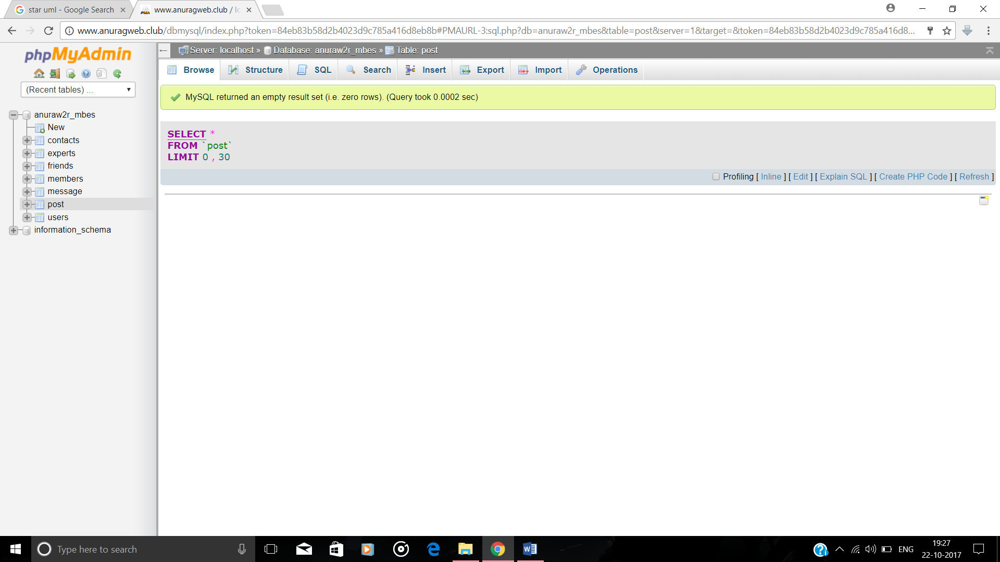 star uml - Google Search
www.anuragweb.club / lo
www.anuragweb.club/dbmysql/index.php?token=84eb83b58d2b4023d9c785a416d8eb8b#PMAURL-3:sql.php?db=anuraw2r_mbes&table=post&server=1&target=&token=84eb83b58d2b4023d9c785a416d8...
phpMyAdmin
(Recent tables) ...
anuraw2r_mbes
New
contacts
experts
friends
members
message
post
users
information_schema
Server: localhost » Database: anuraw2r_mbes » Table: post
Browse Structure SQL Search Insert Export Import Operations
MySQL returned an empty result set (i.e. zero rows). (Query took 0.0002 sec)
SELECT *
FROM `post`
LIMIT 0 , 30
Profiling [ Inline ] [ Edit ] [ Explain SQL ] [ Create PHP Code ] [ Refresh ]
Type here to search
ENG
19:27
22-10-2017